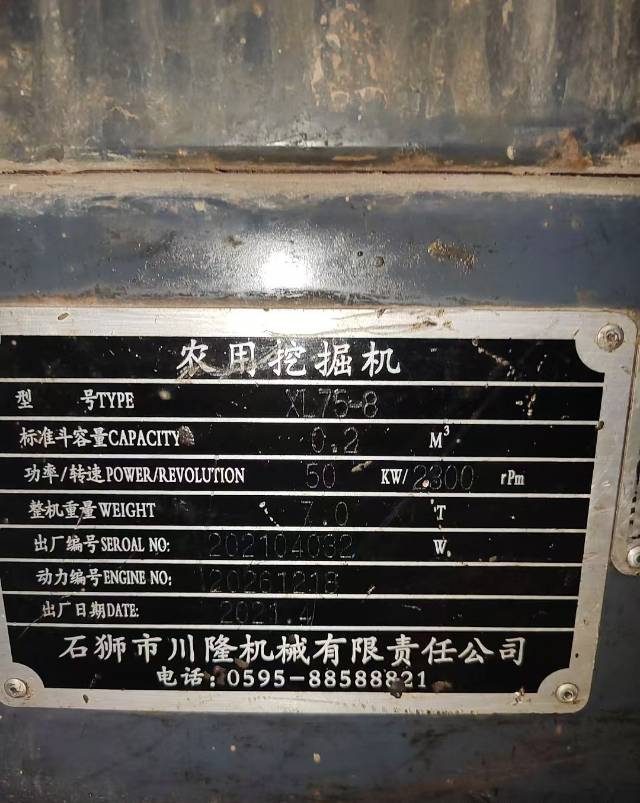 农用挖掘机
型 号TYPE XL75-8
标准斗容量CAPACITY 0.2 M³
功率/转速POWER/REVOLUTION 50 KW/2300 rPm
整机重量WEIGHT 7.0 T
出厂编号SEROAL NO: 202104032 W.
动力编号ENGINE NO: 20261218
出厂日期DATE: 2021.4
石狮市川隆机械有限责任公司
电话:0595-88588821